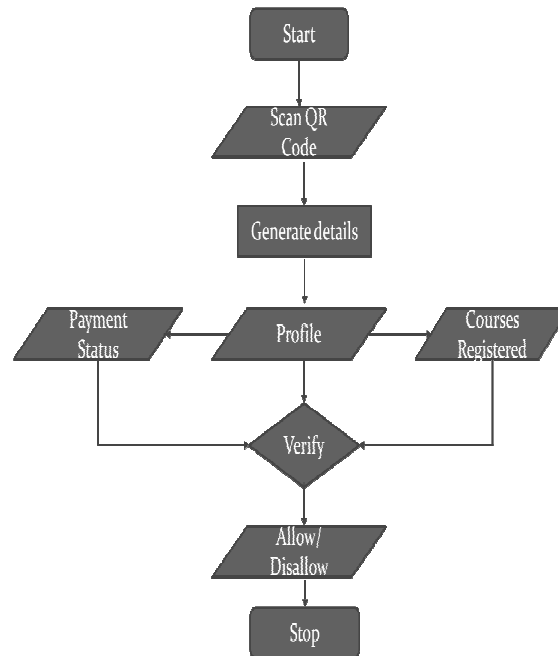 Start
Scan QR
Code
Generate details
Payment
Status
Profile
Courses
Registered
Verify
Allow/
Disallow
Stop